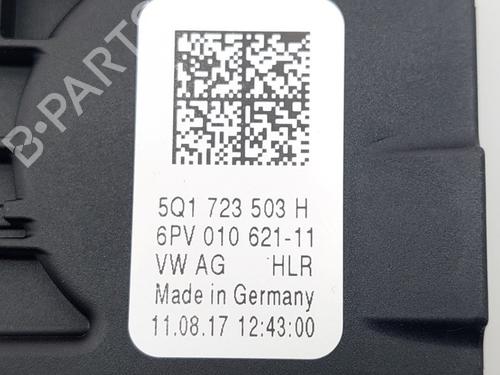 B-PARTS
5Q1 723 503 H
6PV 010 621-11
VW AG HLR
Made in Germany
11.08.17 12:43:00